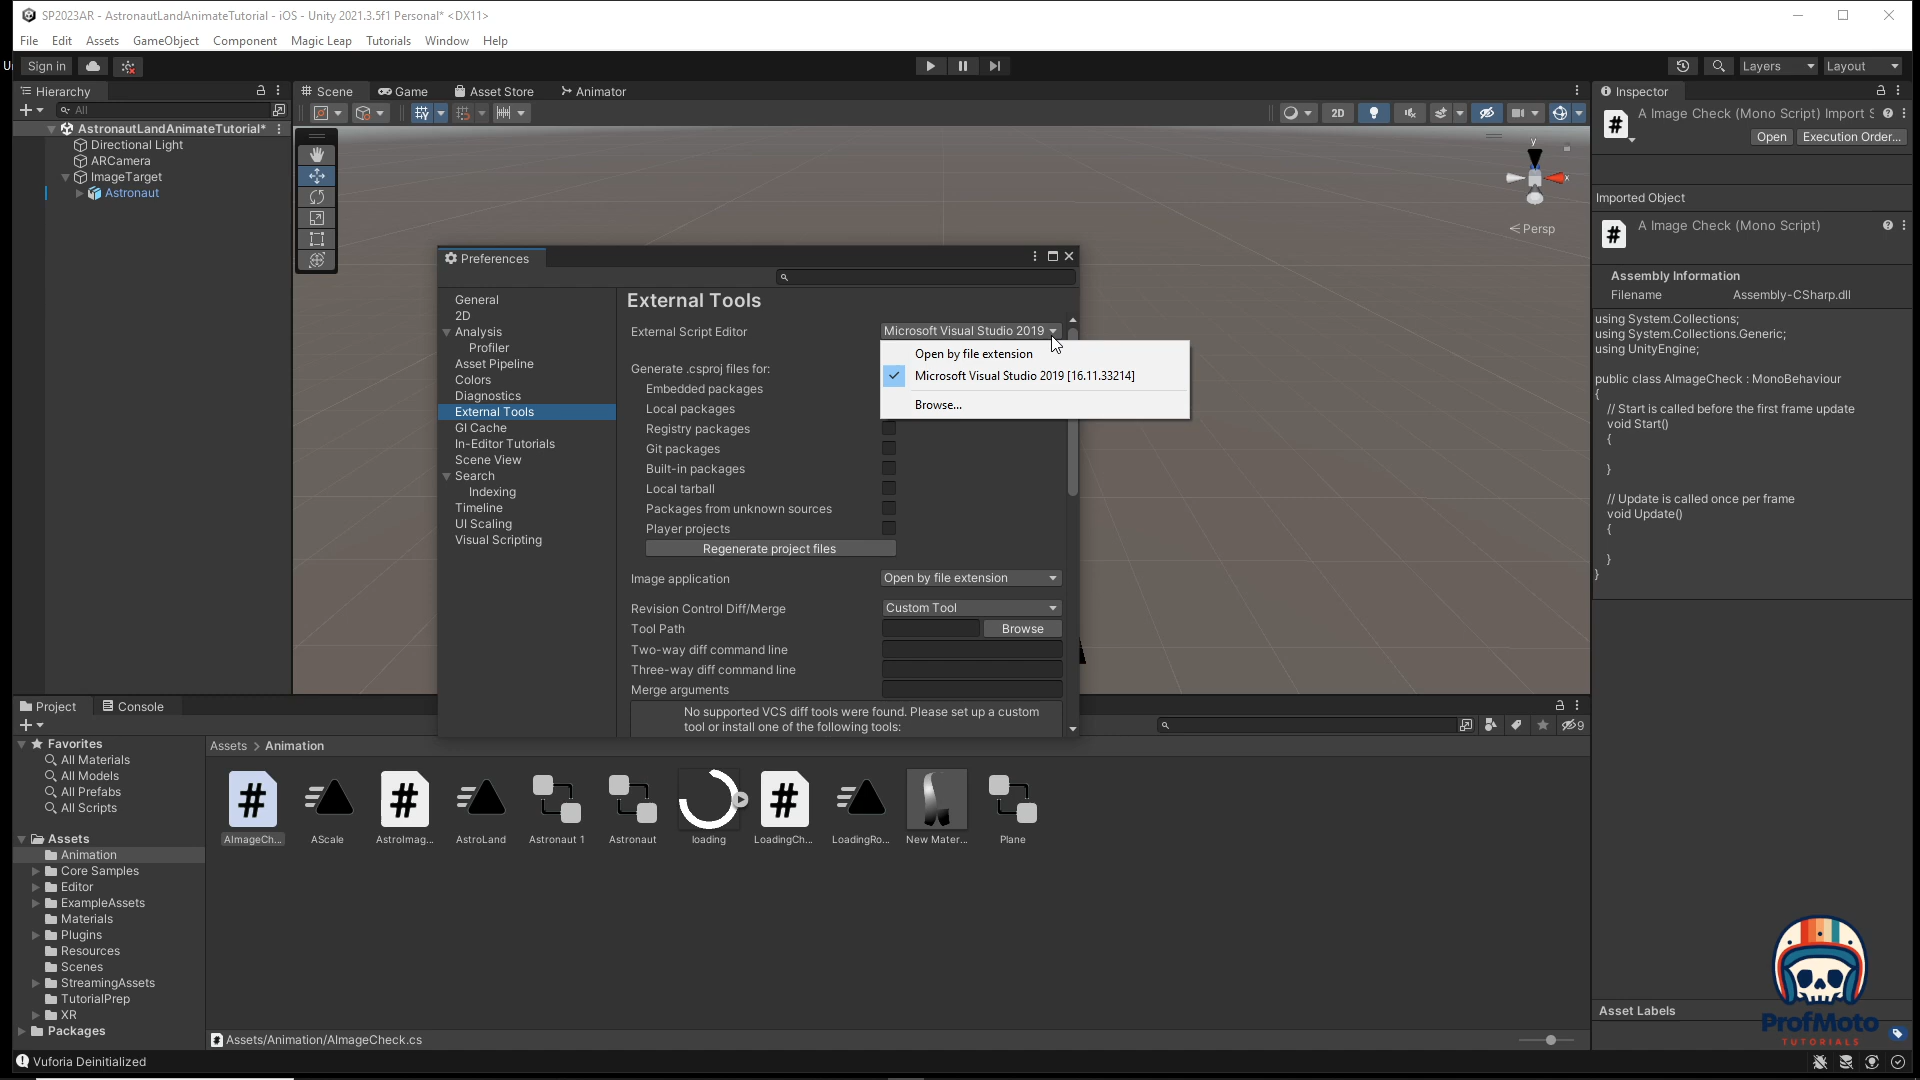 SP2023AR - AstronautLandAnimateTutorial - iOS - Unity 2021.3.5f1 Personal* <DX11>
File Edit Assets GameObject Component Magic Leap Tutorials Window Help
Sign in
Layers Layout
Hierarchy
All
AstronautLandAnimateTutorial*
Directional Light
ARCamera
ImageTarget
Astronaut
Scene Game Asset Store Animator
2D
y
x
< Persp
Preferences
General
2D
Analysis
Profiler
Asset Pipeline
Colors
Diagnostics
External Tools
GI Cache
In-Editor Tutorials
Scene View
Search
Indexing
Timeline
UI Scaling
Visual Scripting
External Tools
External Script Editor Microsoft Visual Studio 2019
Open by file extension
Microsoft Visual Studio 2019 [16.11.33214]
Browse...
Generate .csproj files for:
Embedded packages
Local packages
Registry packages
Git packages
Built-in packages
Local tarball
Packages from unknown sources
Player projects
Regenerate project files
Image application Open by file extension
Revision Control Diff/Merge Custom Tool
Tool Path Browse
Two-way diff command line
Three-way diff command line
Merge arguments
No supported VCS diff tools were found. Please set up a custom
tool or install one of the following tools:
Inspector
A Image Check (Mono Script) Import S
Open Execution Order...
Imported Object
A Image Check (Mono Script)
Assembly Information
Filename Assembly-CSharp.dll
using System.Collections;
using System.Collections.Generic;
using UnityEngine;
public class AImageCheck : MonoBehaviour
{
// Start is called before the first frame update
void Start()
{
}
// Update is called once per frame
void Update()
{
}
}
Asset Labels
Project Console
9
Favorites
All Materials
All Models
All Prefabs
All Scripts
Assets
Animation
Core Samples
Editor
ExampleAssets
Materials
Plugins
Resources
Scenes
StreamingAssets
TutorialPrep
XR
Packages
Assets > Animation
AImageCh... AScale AstroImag... AstroLand Astronaut 1 Astronaut loading LoadingCh... LoadingRo... New Mater... Plane
Assets/Animation/AImageCheck.cs
Vuforia Deinitialized
ProfMoto
TUTORIALS